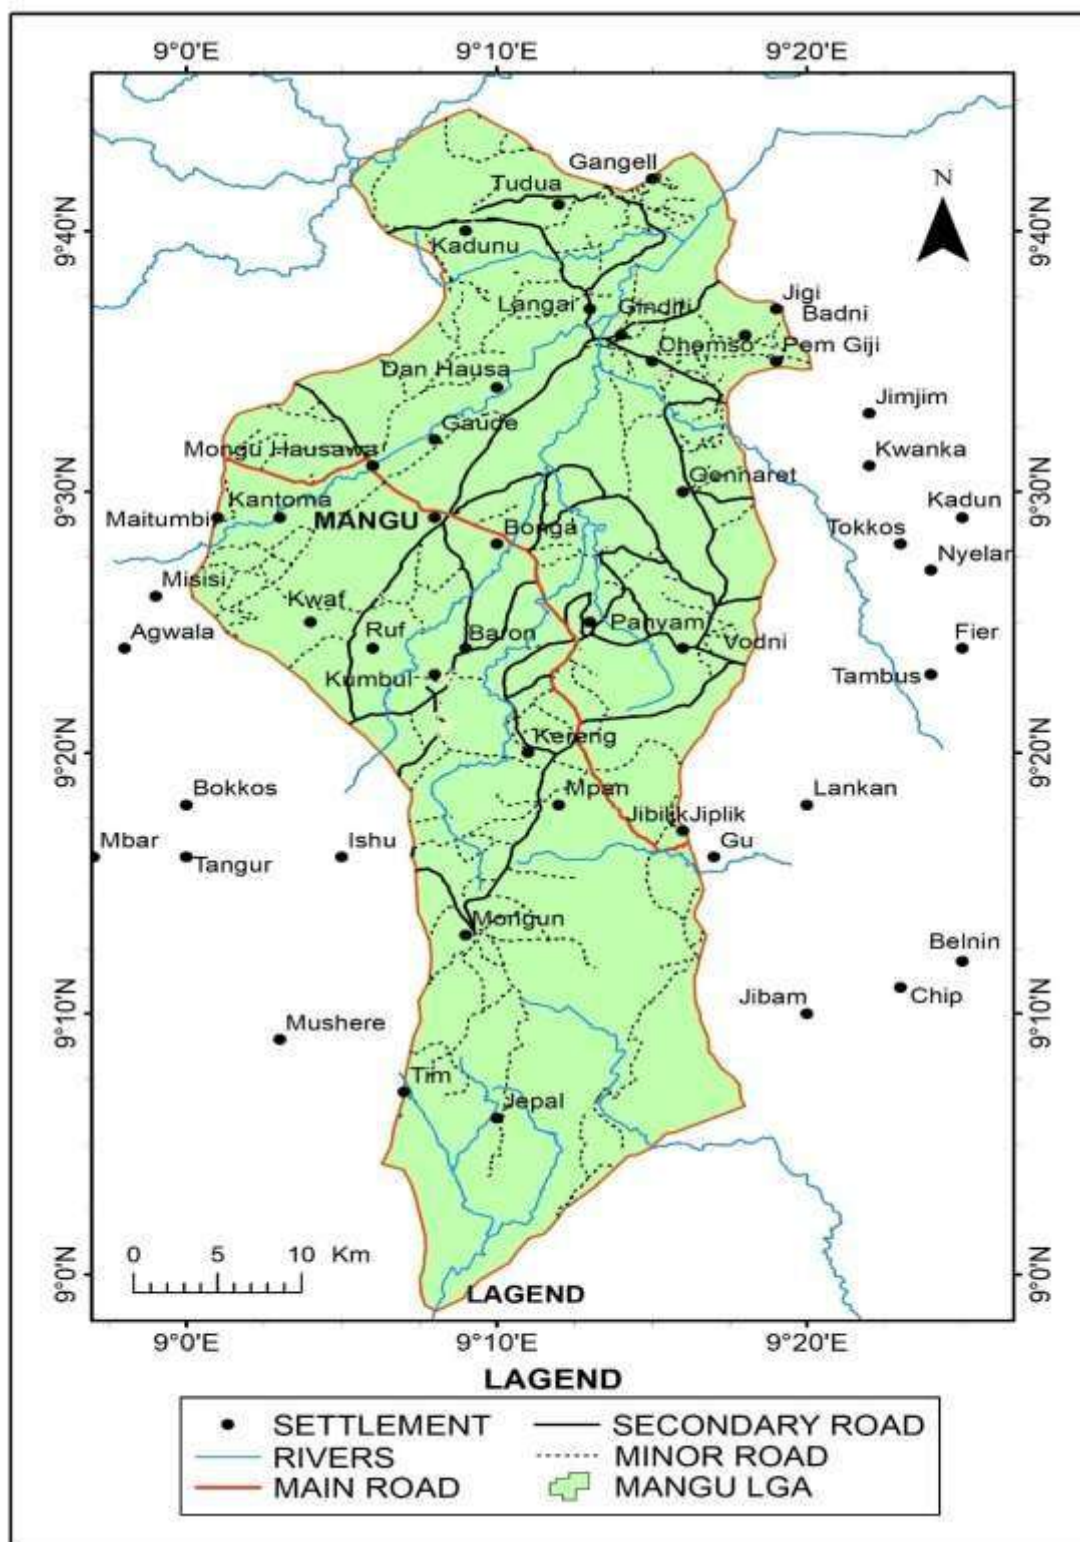 9°0'E 9°10'E 9°20'E
N
Gangell
Tudua
9°40'N 9°40'N
Kadunu
Jigi
Langai Ginditi
Badni
Chomso Pem Giji
Dan Hausa
Jimjim
Gaude
Mongu Hausawa
Kwanka
Gennaret
9°30'N 9°30'N
Kantoma
Kadun
Maitumbi
MANGU
Bonga
Tokkos
Nyelar
Misisi
Kwaf
Agwala
Ruf
Baron
Panyam
Vodni
Fier
Kumbul
Tambus
9°20'N 9°20'N
Kereng
Bokkos
Mpan
Lankan
Mbar
Tangur
Ishu
Jibilik Jiplik
Gu
Mongun
Belnin
9°10'N 9°10'N
Jibam
Chip
Mushere
Tim
Jepal
0 5 10 Km
9°0'N 9°0'N
LAGEND
9°0'E 9°10'E 9°20'E
LAGEND
SETTLEMENT SECONDARY ROAD
RIVERS MINOR ROAD
MAIN ROAD MANGU LGA